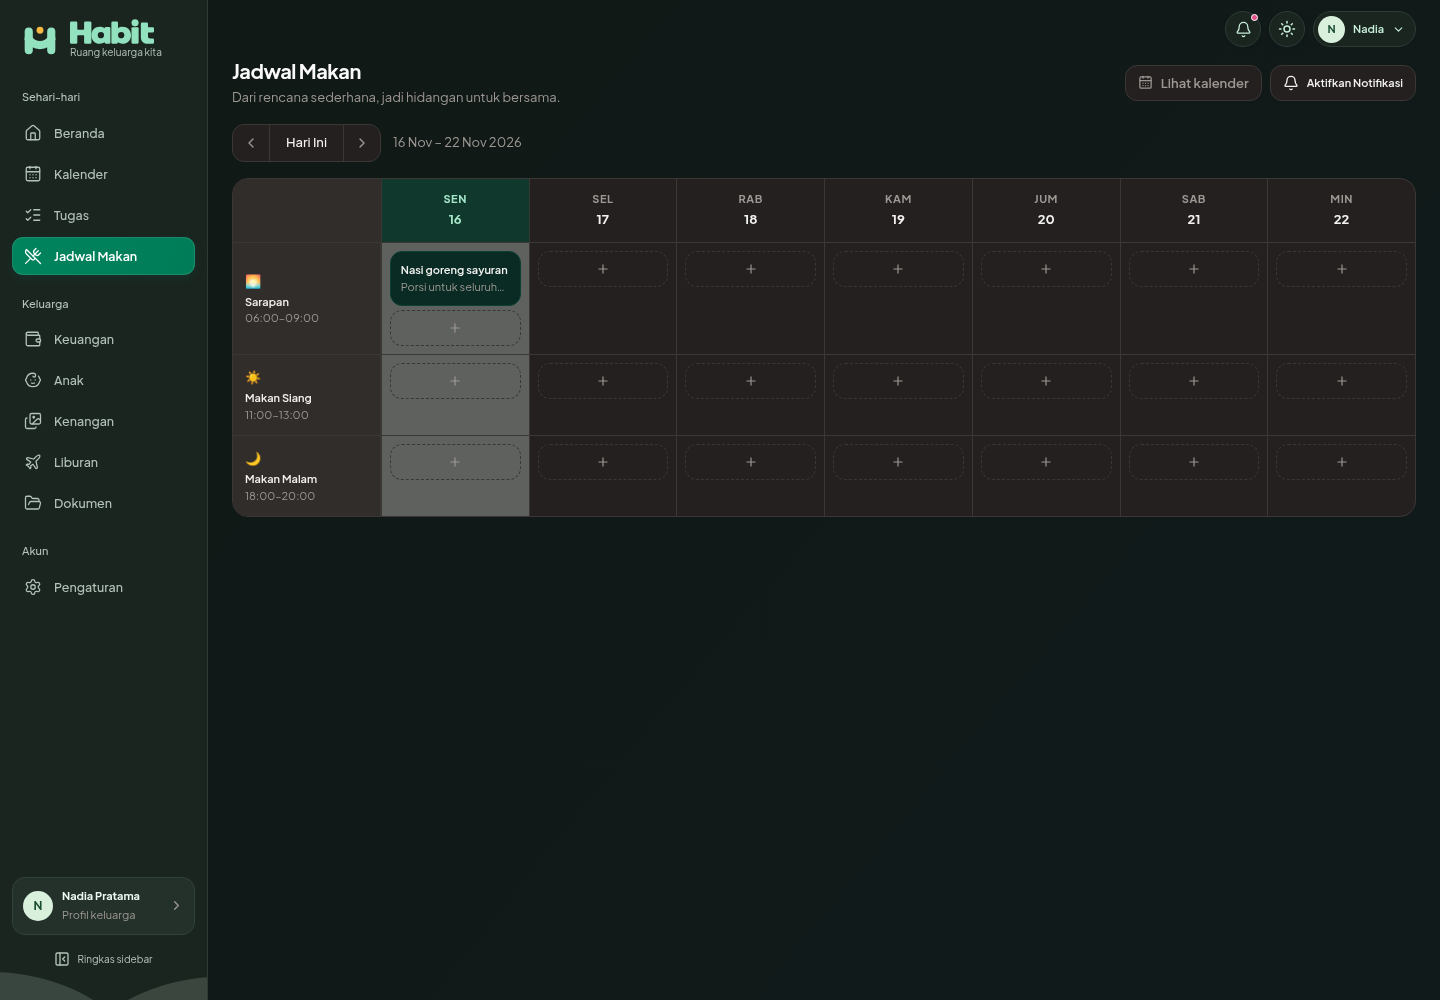 Habit
Ruang keluarga kita
Sehari-hari
Beranda
Kalender
Tugas
Jadwal Makan
Keluarga
Keuangan
Anak
Kenangan
Liburan
Dokumen
Akun
Pengaturan
N
Nadia Pratama
Profil keluarga
Ringkas sidebar
N
Nadia
Jadwal Makan
Dari rencana sederhana, jadi hidangan untuk bersama.
Lihat kalender
Aktifkan Notifikasi
Hari Ini
16 Nov – 22 Nov 2026
SEN SEL RAB KAM JUM SAB MIN
16 17 18 19 20 21 22
Sarapan
06:00–09:00
Nasi goreng sayuran
Porsi untuk seluruh...
Makan Siang
11:00–13:00
Makan Malam
18:00–20:00